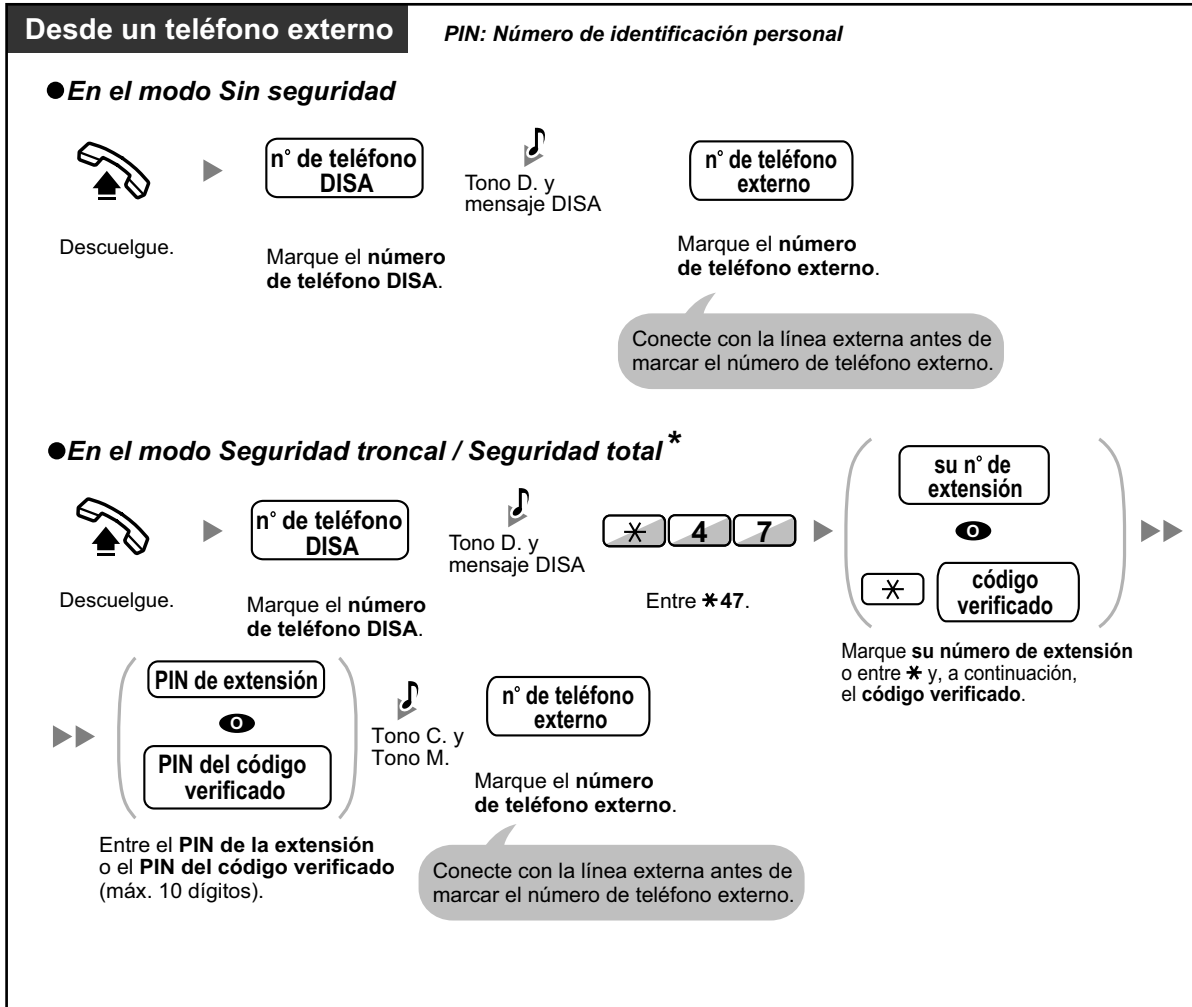 Desde un teléfono externo
PIN: Número de identificación personal
●En el modo Sin seguridad
n° de teléfono
DISA
Tono D. y
mensaje DISA
n° de teléfono
externo
Descuelgue.
Marque el número
de teléfono DISA.
Marque el número
de teléfono externo.
Conecte con la línea externa antes de
marcar el número de teléfono externo.
●En el modo Seguridad troncal / Seguridad total*
n° de teléfono
DISA
Tono D. y
mensaje DISA
* 4 7
su n° de
extensión
O
* código
verificado
Descuelgue.
Marque el número
de teléfono DISA.
Entre *47.
Marque su número de extensión
o entre * y, a continuación,
el código verificado.
PIN de extensión
O
PIN del código
verificado
Tono C. y
Tono M.
n° de teléfono
externo
Marque el número
de teléfono externo.
Entre el PIN de la extensión
o el PIN del código verificado
(máx. 10 dígitos).
Conecte con la línea externa antes de
marcar el número de teléfono externo.